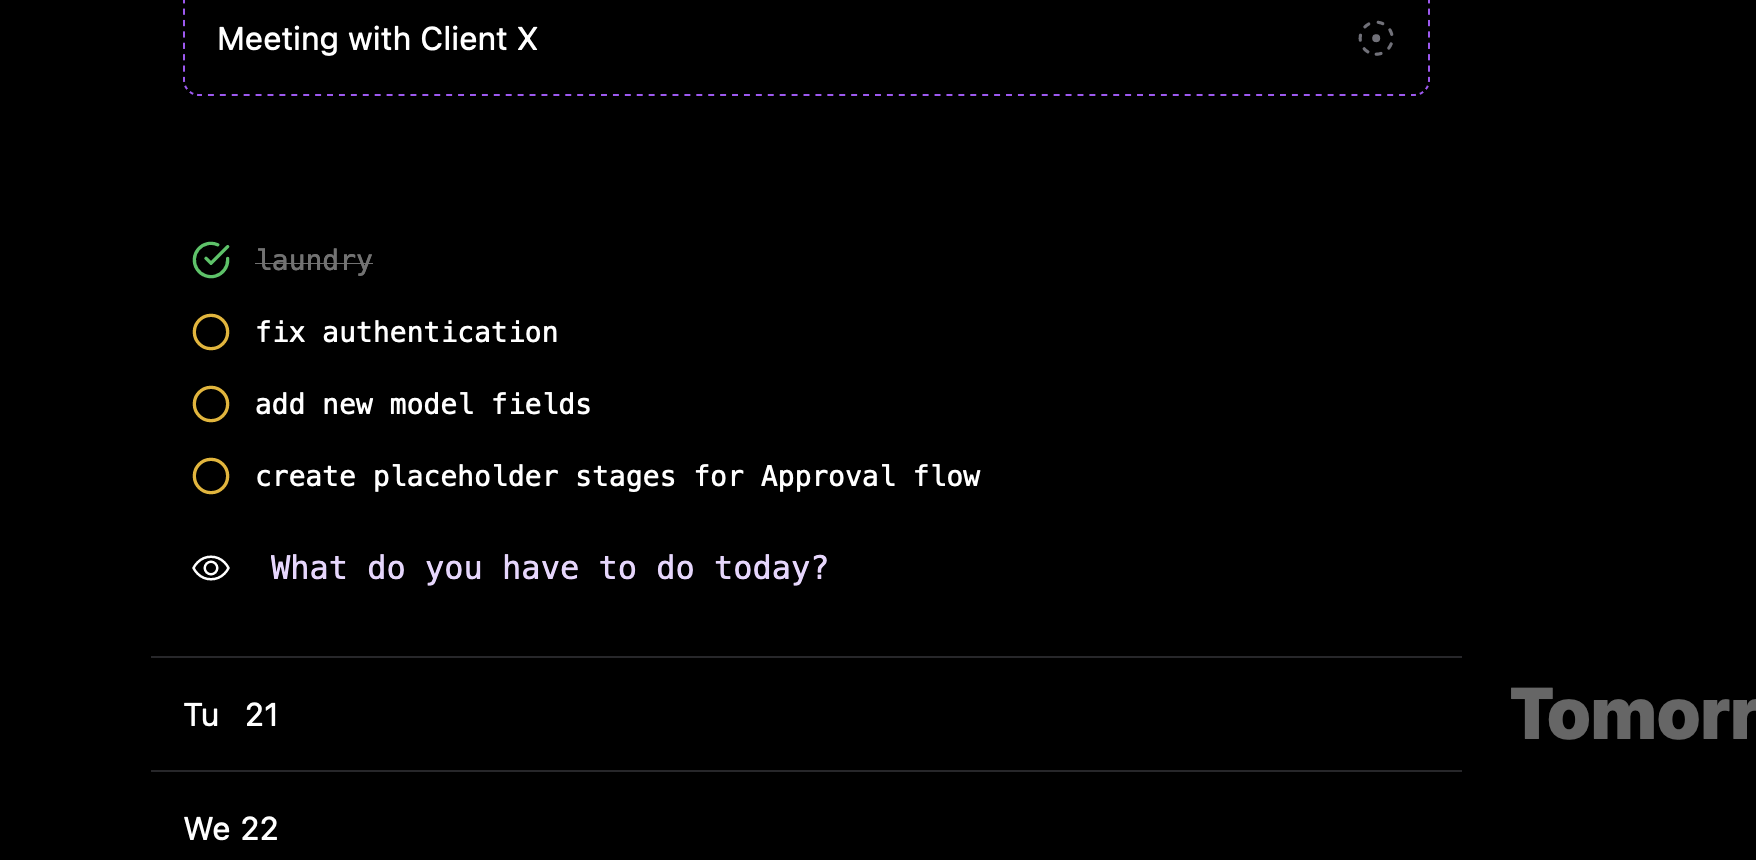 Meeting with Client X
laundry
fix authentication
add new model fields
create placeholder stages for Approval flow
What do you have to do today?
Tu 21
Tomorr
We 22